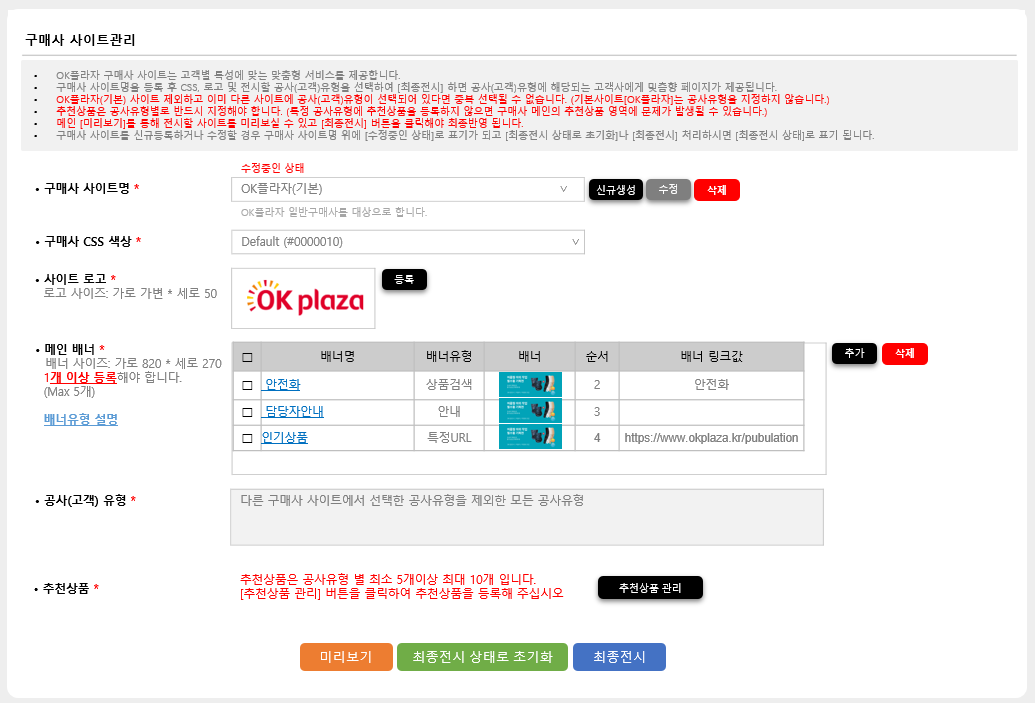 구매사 사이트관리
• OK플라자 구매사 사이트는 고객별 특성에 맞는 맞춤형 서비스를 제공합니다.
• 구매사 사이트명을 등록 후 CSS, 로고 및 전시할 공사(고객)유형을 선택하여 [최종전시] 하면 공사(고객)유형에 해당되는 고객사에게 맞츰함 페이지가 제공됩니다.
• OK플라자(기본) 사이트 제외하고 이미 다른 사이트에 공사(고객)유형이 선택되어 있다면 중복 선택될 수 없습니다. (기본사이트[OK플라자]는 공사유형을 지정하지 않습니다.)
• 추천상품은 공사유형별로 반드시 지정해야 합니다. (특정 공사유형에 추천상품을 등록하지 않으면 구매사 메인의 추천상품 영역에 문제가 발생될 수 있습니다.)
• 메인 [미리보기]를 통해 전시할 사이트를 미리보실 수 있고 [최종전시] 버튼을 클릭해야 최종반영 됩니다.
• 구매사 사이트를 신규등록하거나 수정할 경우 구매사 사이트명 위에 [수정중인 상태]로 표기가 되고 [최종전시 상태로 초기화]나 [최종전시] 처리하시면 [최종전시 상태]로 표기 됩니다.
수정중인 상태
• 구매사 사이트명 * OK플라자(기본) 신규생성 수정 삭제
OK플라자 일반구매사를 대상으로 합니다.
• 구매사 CSS 색상 * Default (#0000010)
• 사이트 로고 * 등록
로고 사이즈: 가로 가변 * 세로 50
OK plaza
• 메인 배너 *
배너 사이즈: 가로 820 * 세로 270
1개 이상 등록해야 합니다.
(Max 5개)
배너유형 설명
배너명 배너유형 배너 순서 배너 링크값
안전화 상품검색 2 안전화
담당자안내 안내 3
인기상품 특정URL 4 https://www.okplaza.kr/pubulation
추가 삭제
• 공사(고객) 유형 * 다른 구매사 사이트에서 선택한 공사유형을 제외한 모든 공사유형
• 추천상품 *
추천상품은 공사유형 별 최소 5개이상 최대 10개 입니다.
[추천상품 관리] 버튼을 클릭하여 추천상품을 등록해 주십시오
추천상품 관리
미리보기 최종전시 상태로 초기화 최종전시